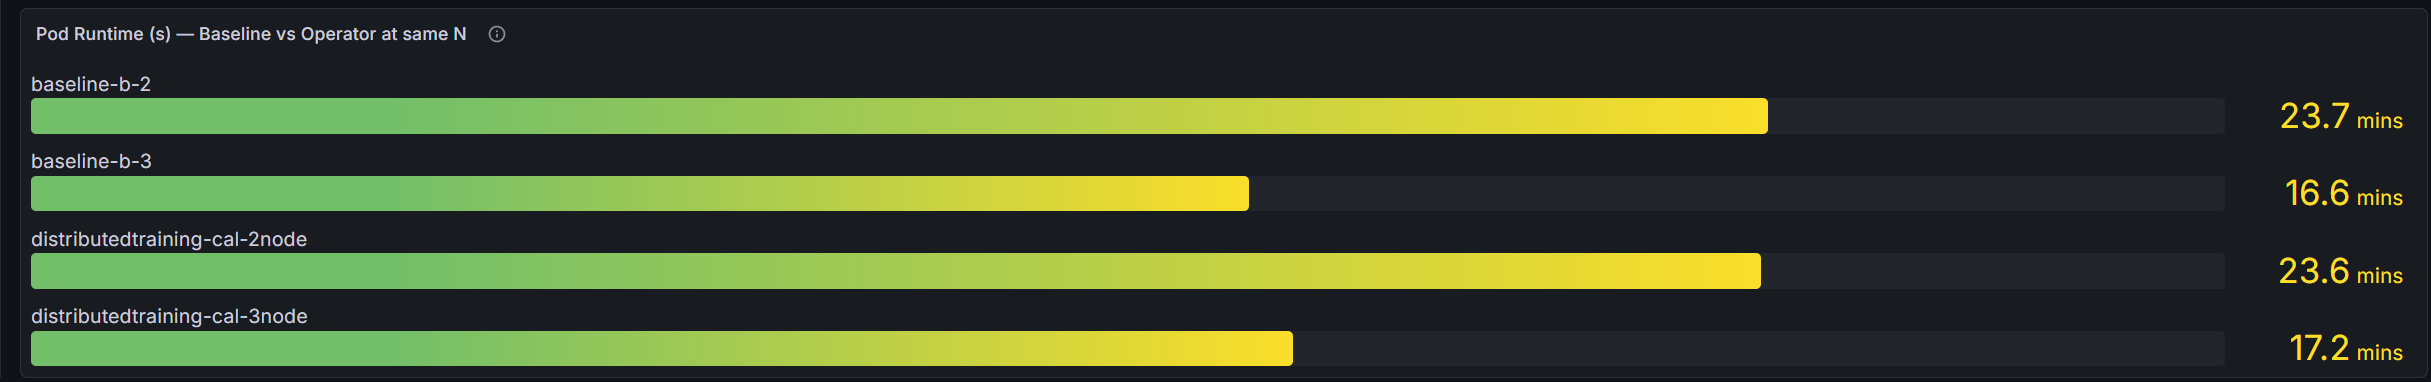 Pod Runtime (s) — Baseline vs Operator at same N
baseline-b-2
23.7 mins
baseline-b-3
16.6 mins
distributedtraining-cal-2node
23.6 mins
distributedtraining-cal-3node
17.2 mins